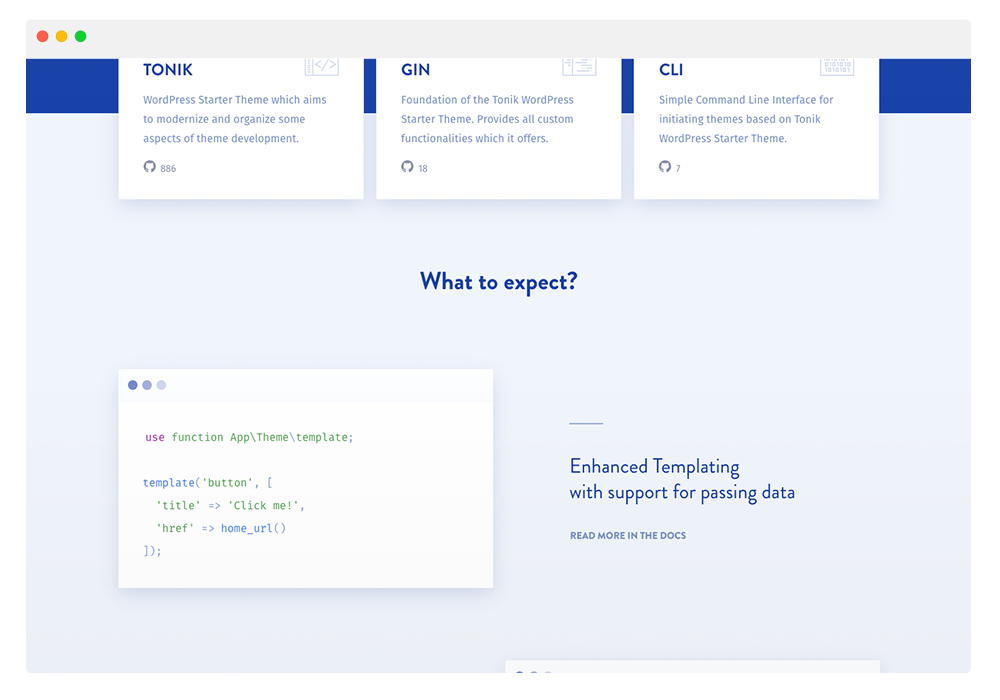 TONIK
WordPress Starter Theme which aims
to modernize and organize some
aspects of theme development.
886
GIN
Foundation of the Tonik WordPress
Starter Theme. Provides all custom
functionalities which it offers.
18
CLI
Simple Command Line Interface for
initiating themes based on Tonik
WordPress Starter Theme.
7
What to expect?
use function App\Theme\template;
template('button', [
'title' => 'Click me!',
'href' => home_url()
]);
Enhanced Templating
with support for passing data
READ MORE IN THE DOCS